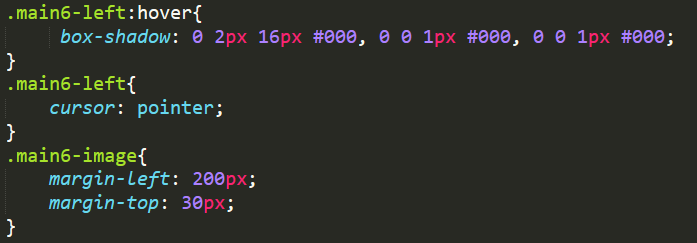 .main6-left:hover{
box-shadow: 0 2px 16px #000, 0 0 1px #000, 0 0 1px #000;
}
.main6-left{
cursor: pointer;
}
.main6-image{
margin-left: 200px;
margin-top: 30px;
}